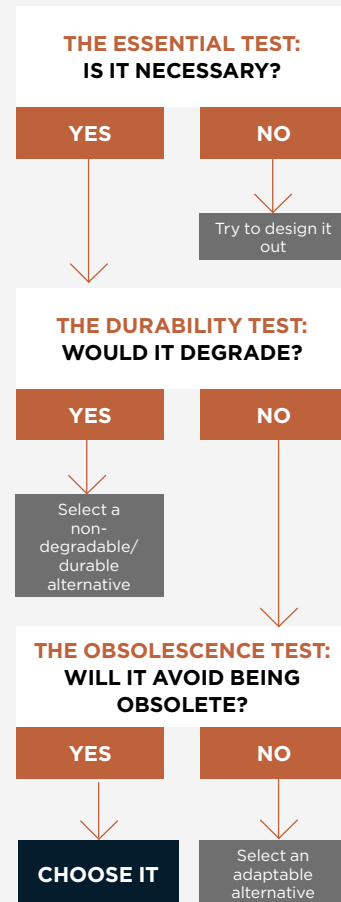 THE ESSENTIAL TEST:
IS IT NECESSARY?
YES
NO
Try to design it
out
THE DURABILITY TEST:
WOULD IT DEGRADE?
YES
NO
Select a
non-
degradable/
durable
alternative
THE OBSOLESCENCE TEST:
WILL IT AVOID BEING
OBSOLETE?
YES
NO
CHOOSE IT
Select an
adaptable
alternative